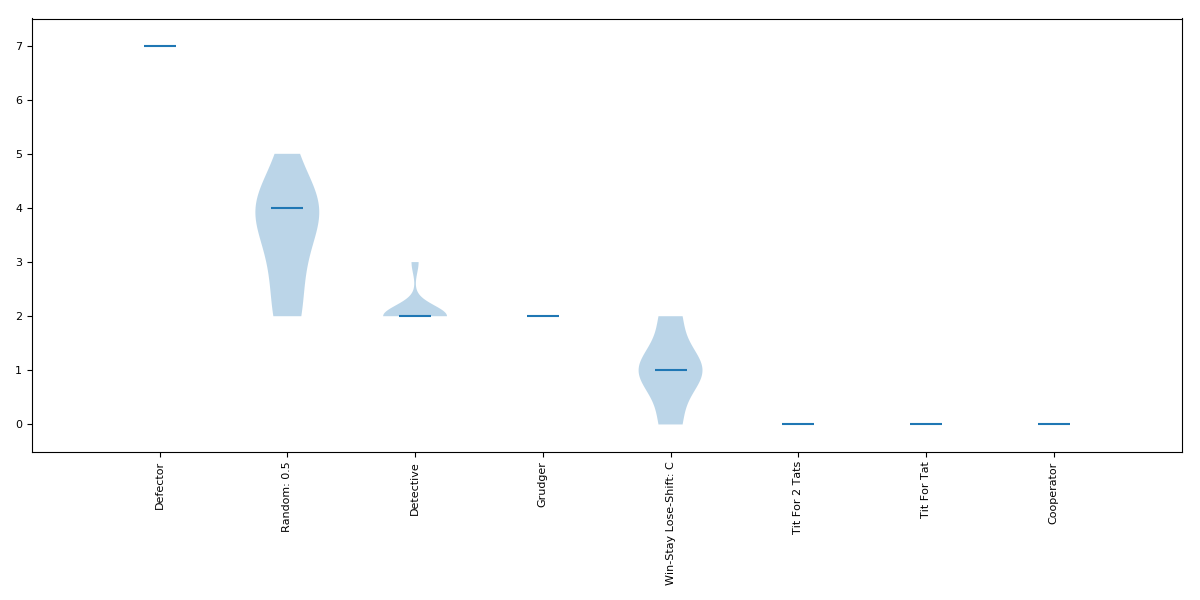 7
6
5
4
3
2
1
0
Defector
Random: 0.5
Detective
Grudger
Win-Stay Lose-Shift: C
Tit For 2 Tats
Tit For Tat
Cooperator